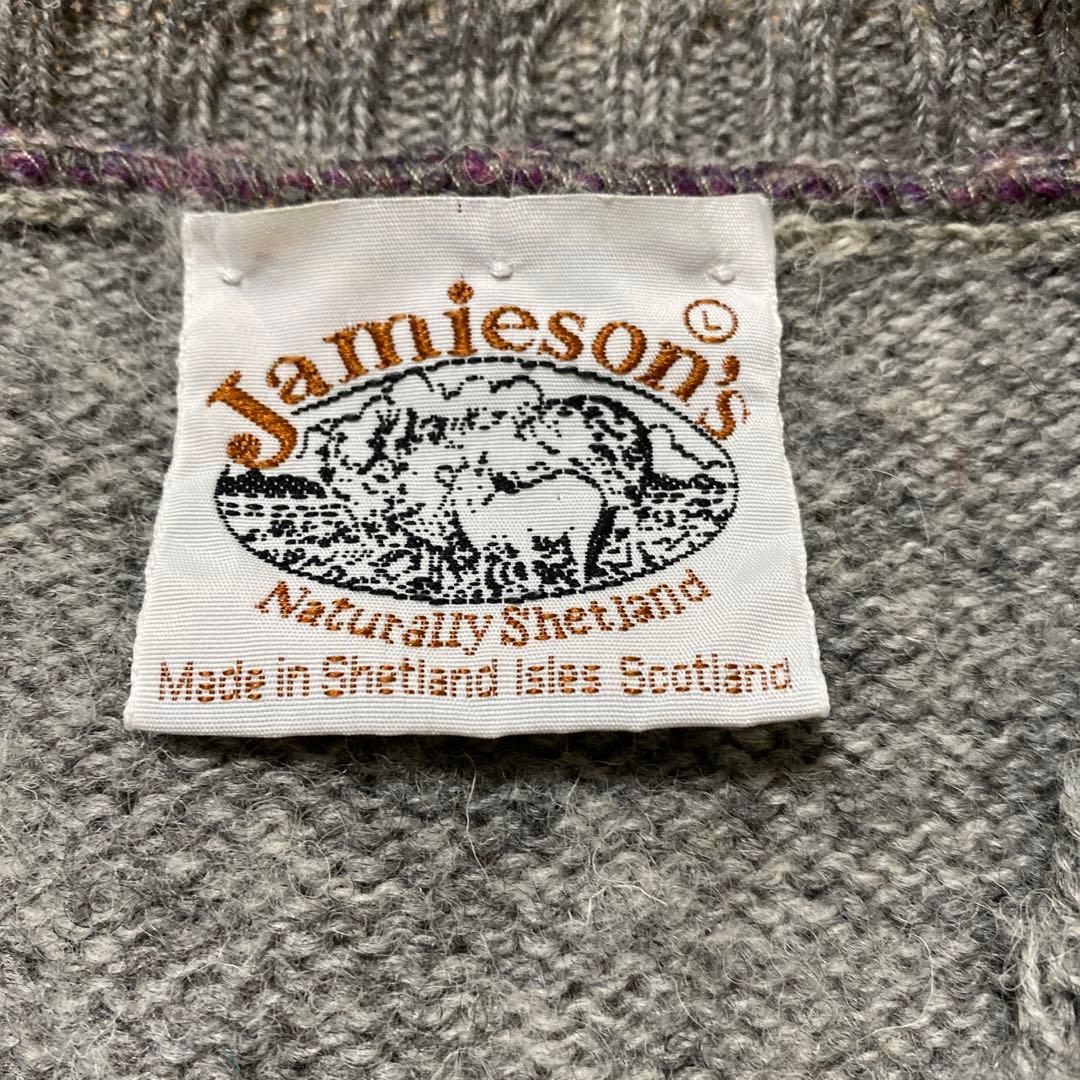 Jamieson's
L
Naturally Shetland
Made in Shetland Isles Scotland